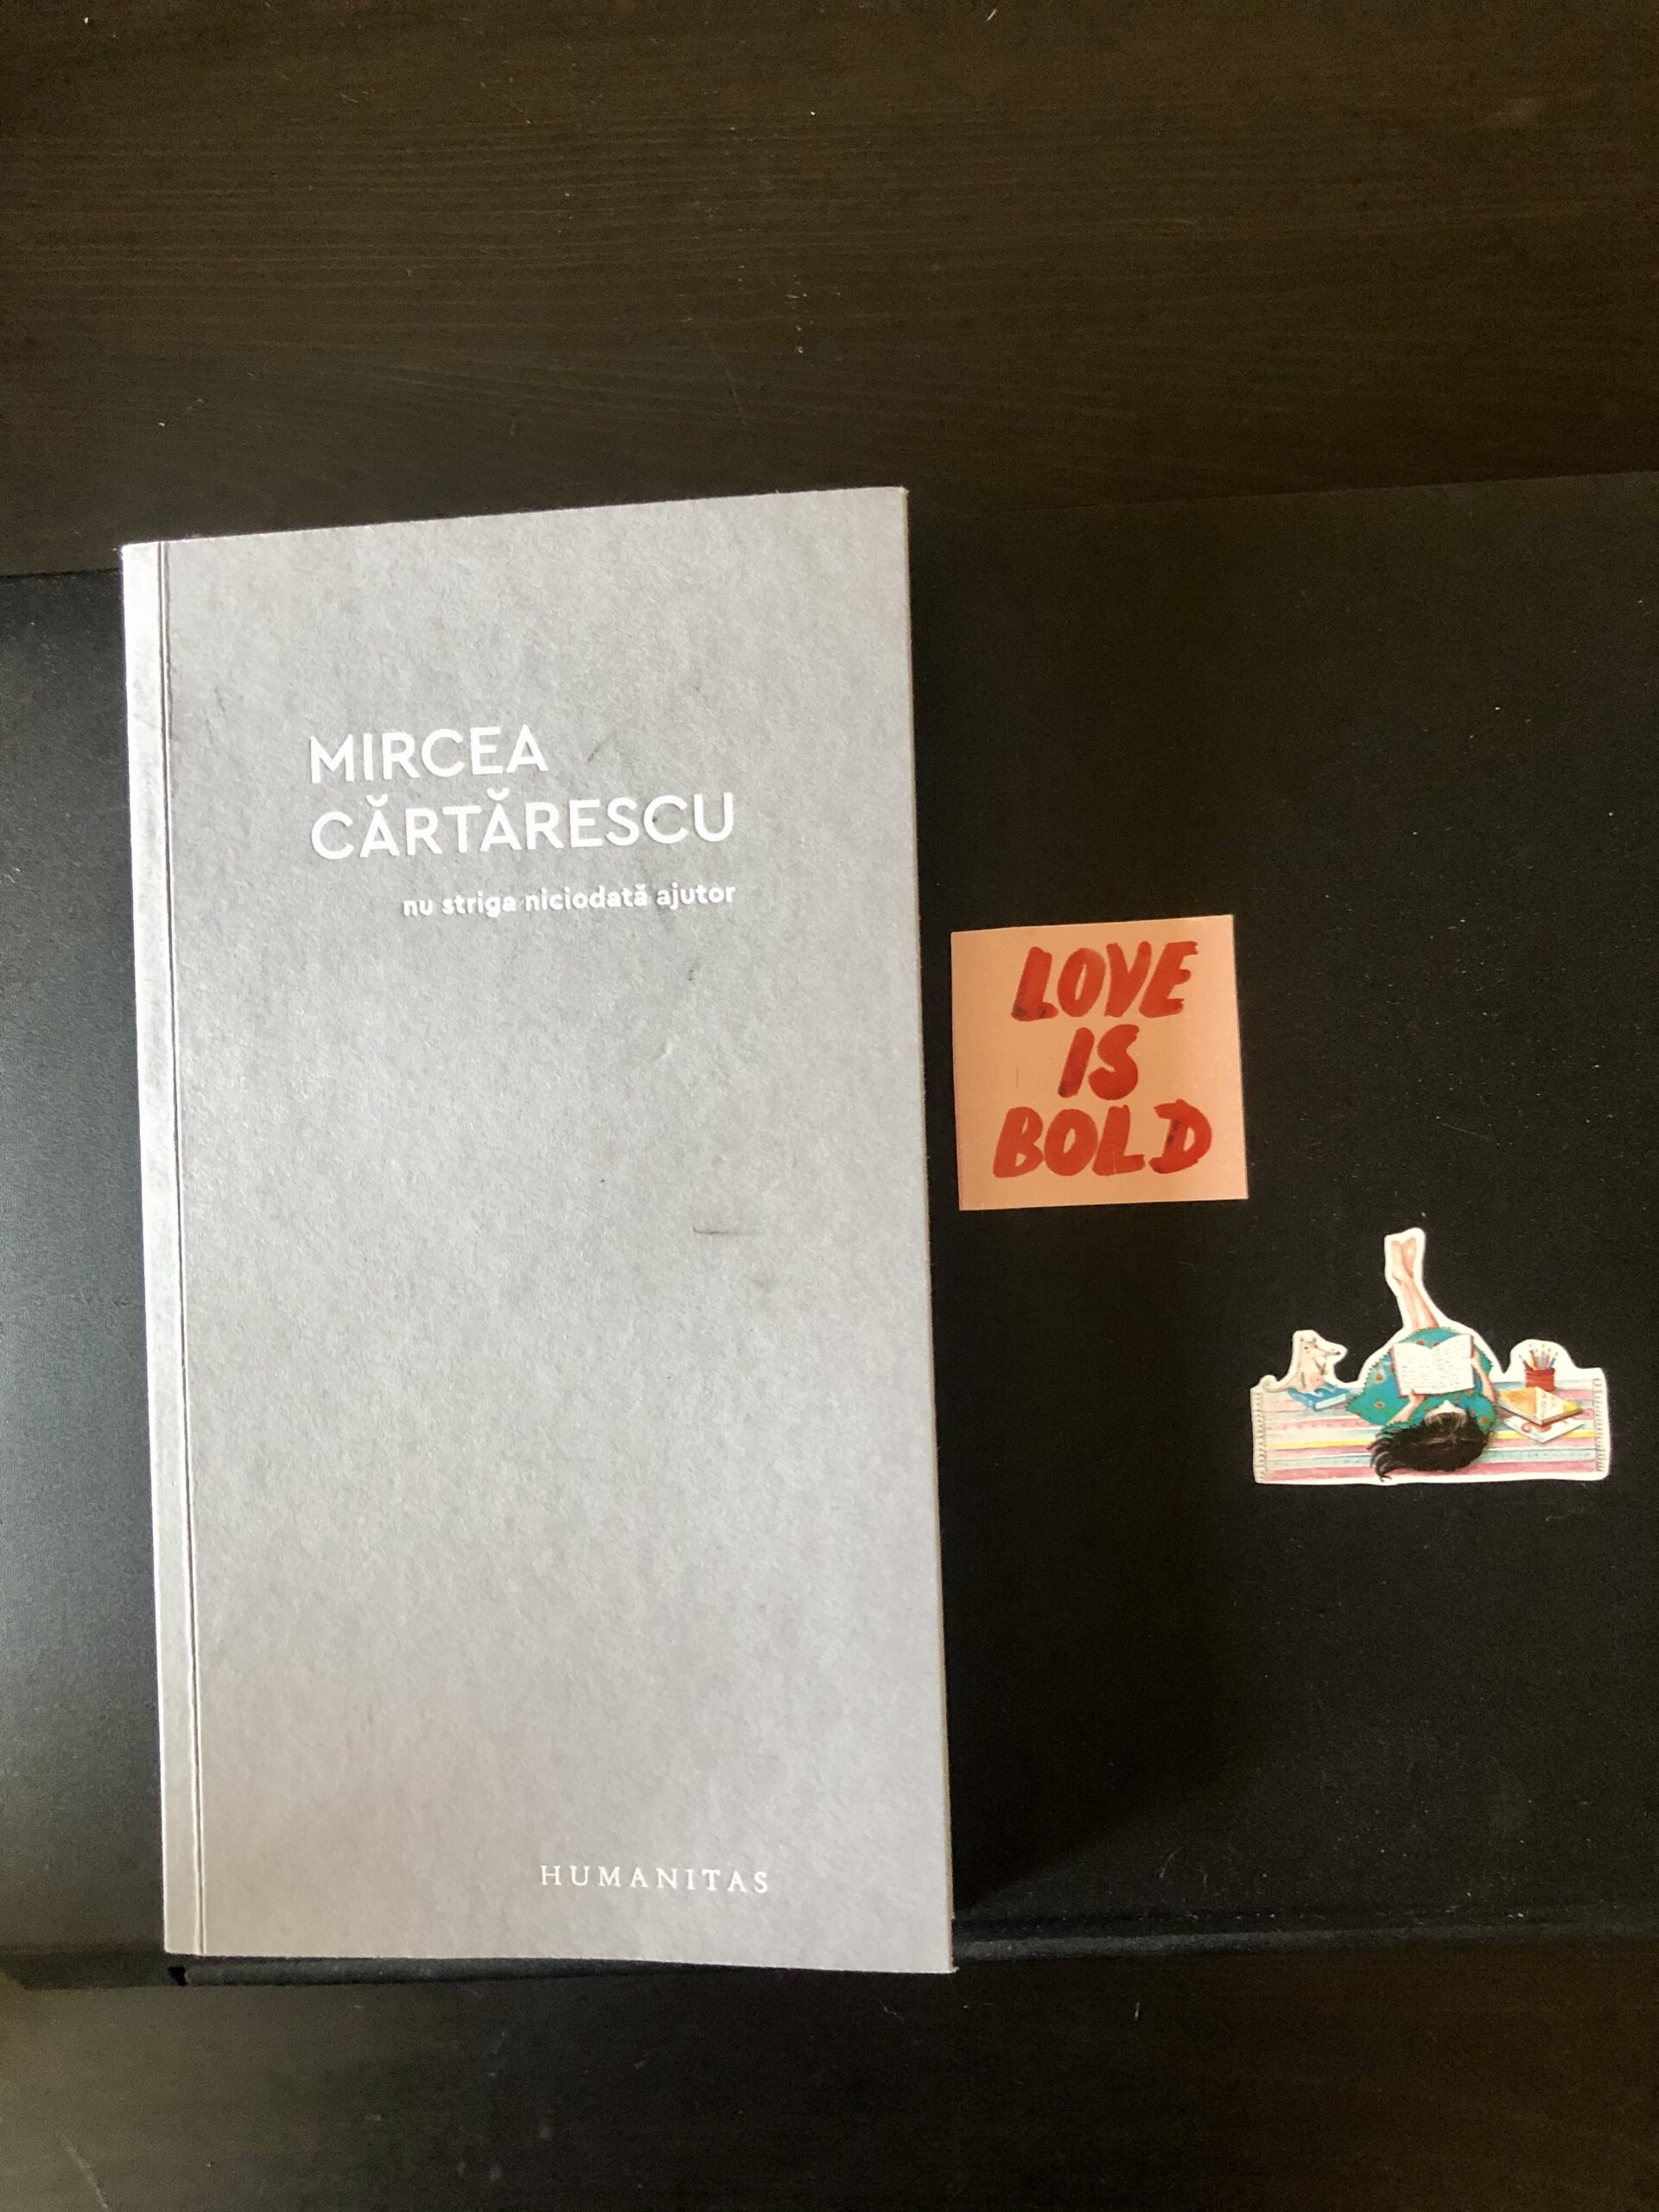 MIRCEA
CĂRTĂRESCU
nu striga niciodată ajutor
HUMANITAS
LOVE
IS
BOLD